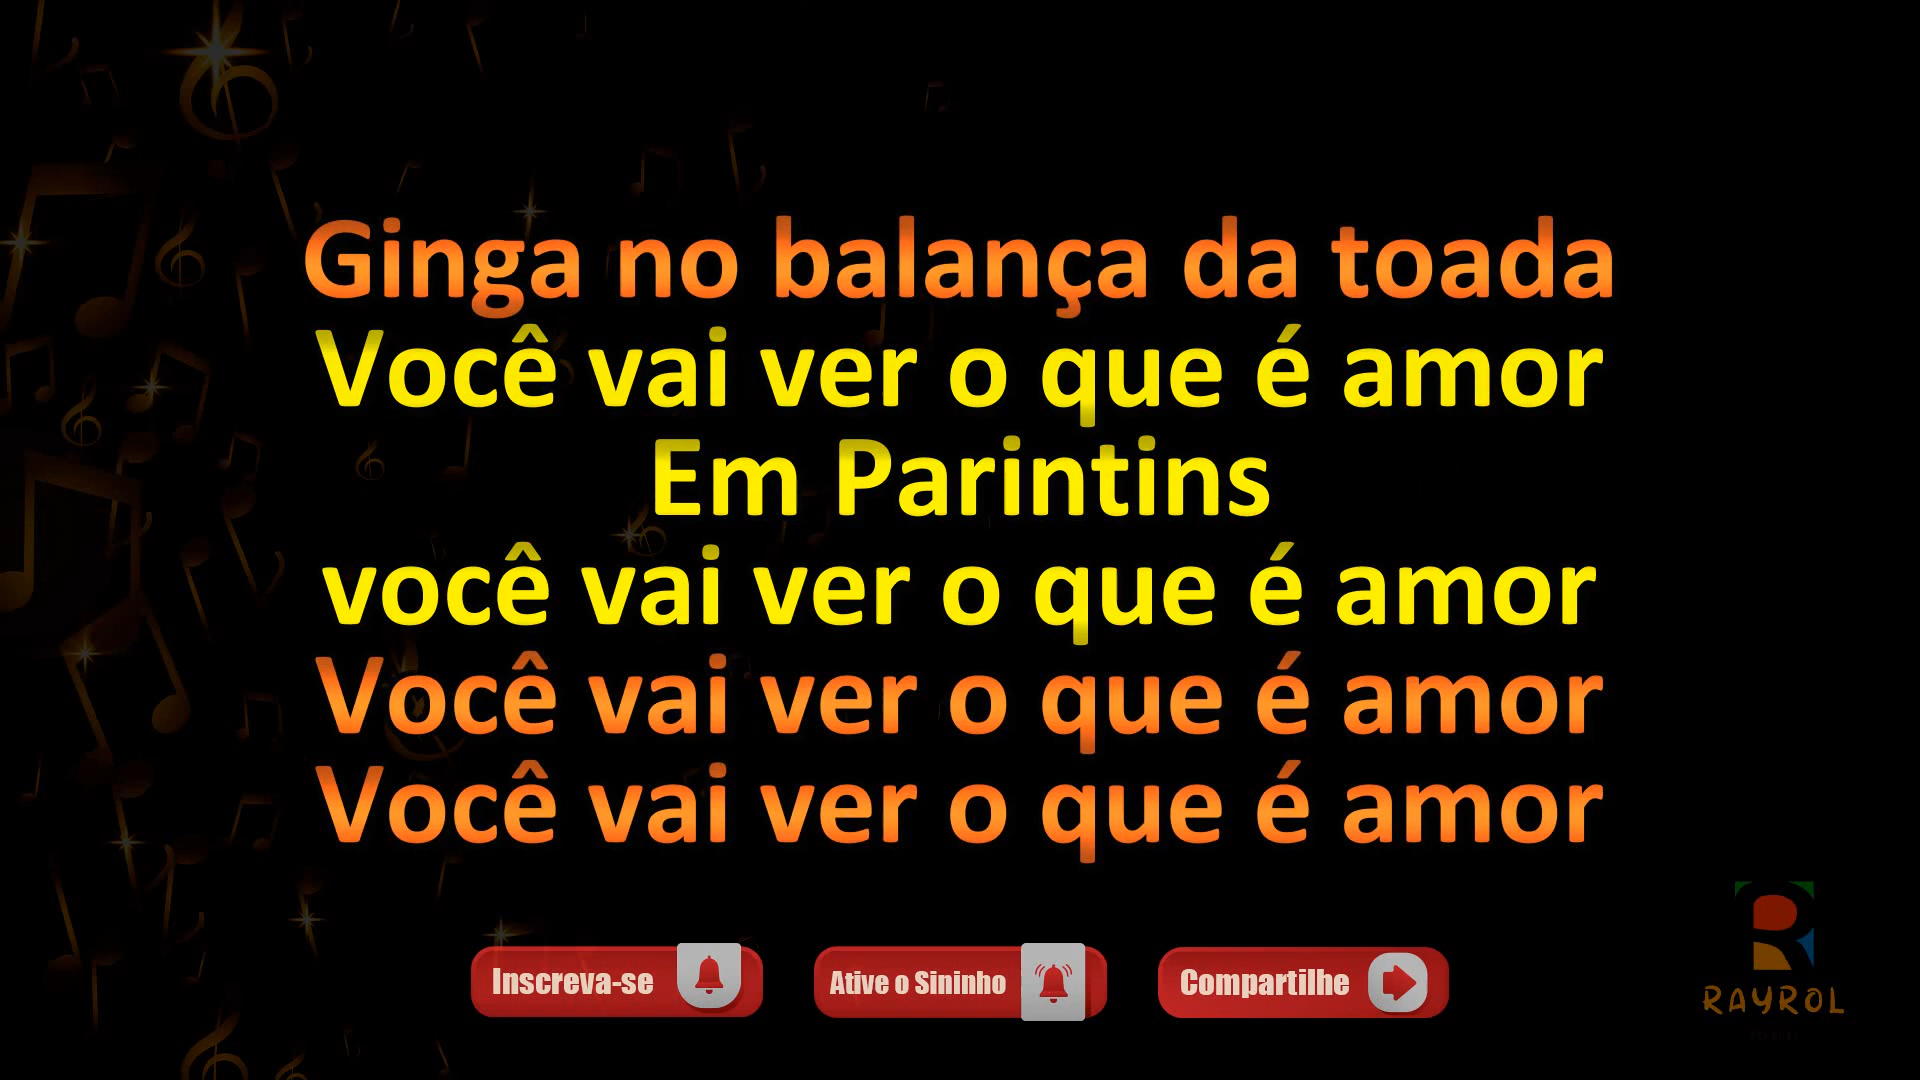 Ginga no balança da toada
Você vai ver o que é amor
Em Parintins
você vai ver o que é amor
Você vai ver o que é amor
Você vai ver o que é amor
Inscreva-se
Ative o Sininho
Compartilhe
RAYROL